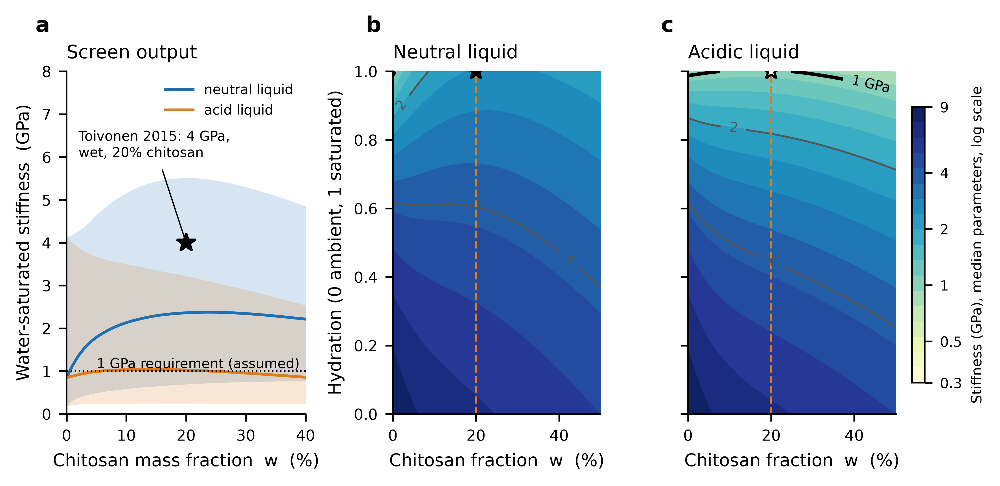 a
Screen output
Water-saturated stiffness (GPa)
8
7
6
5
4
3
2
1
0
neutral liquid
acid liquid
Toivonen 2015: 4 GPa,
wet, 20% chitosan
1 GPa requirement (assumed)
0 10 20 30 40
Chitosan mass fraction w (%)
b
Neutral liquid
Hydration (0 ambient, 1 saturated)
1.0
0.8
0.6
0.4
0.2
0.0
2
4
0 20 40
Chitosan fraction w (%)
c
Acidic liquid
1 GPa
2
4
0 20 40
Chitosan fraction w (%)
9
4
2
1
0.5
0.3
Stiffness (GPa), median parameters, log scale